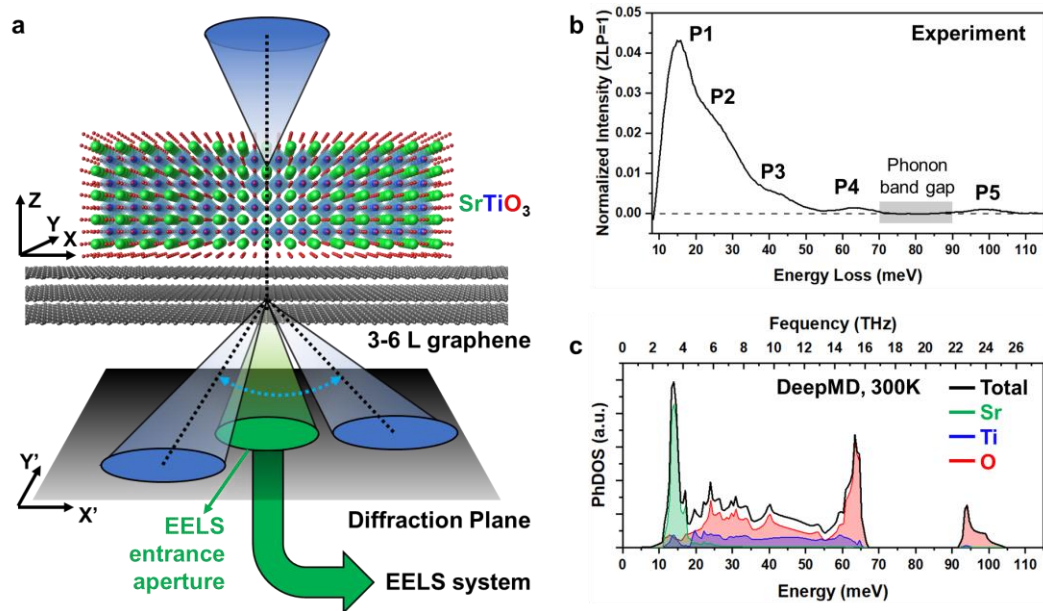 a
Z
Y
X
SrTiO3
3-6 L graphene
Y'
X'
EELS
entrance
aperture
Diffraction Plane
EELS system
b
Normalized Intensity (ZLP=1)
0.05
0.04
0.03
0.02
0.01
0.00
P1
P2
P3
P4
P5
Experiment
Phonon
band gap
10 20 30 40 50 60 70 80 90 100 110
Energy Loss (meV)
c
Fequency (THz)
0 2 4 6 8 10 12 14 16 18 20 22 24 26
PhDOS (a.u.)
DeepMD, 300K
Total
Sr
Ti
O
0 10 20 30 40 50 60 70 80 90 100 110
Energy (meV)